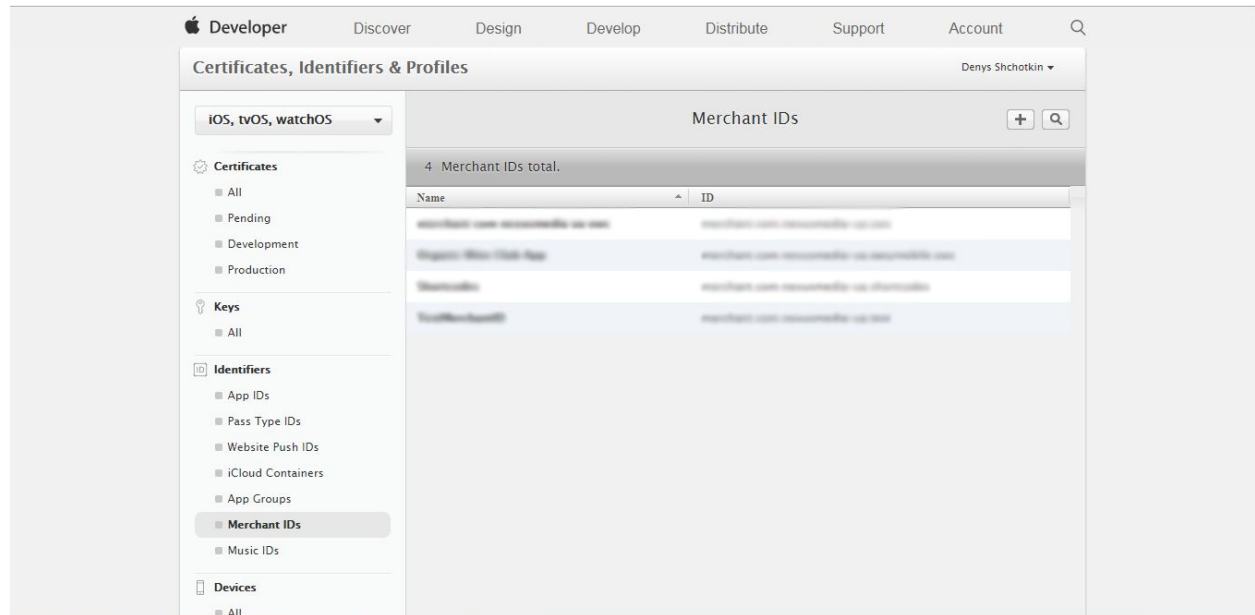 Developer Discover Design Develop Distribute Support Account
Certificates, Identifiers & Profiles
Denys Shchotkin
iOS, tvOS, watchOS
Merchant IDs
Certificates
4 Merchant IDs total.
All
Name ID
Pending
Development
Production
Keys
All
Identifiers
App IDs
Pass Type IDs
Website Push IDs
iCloud Containers
App Groups
Merchant IDs
Music IDs
Devices
All